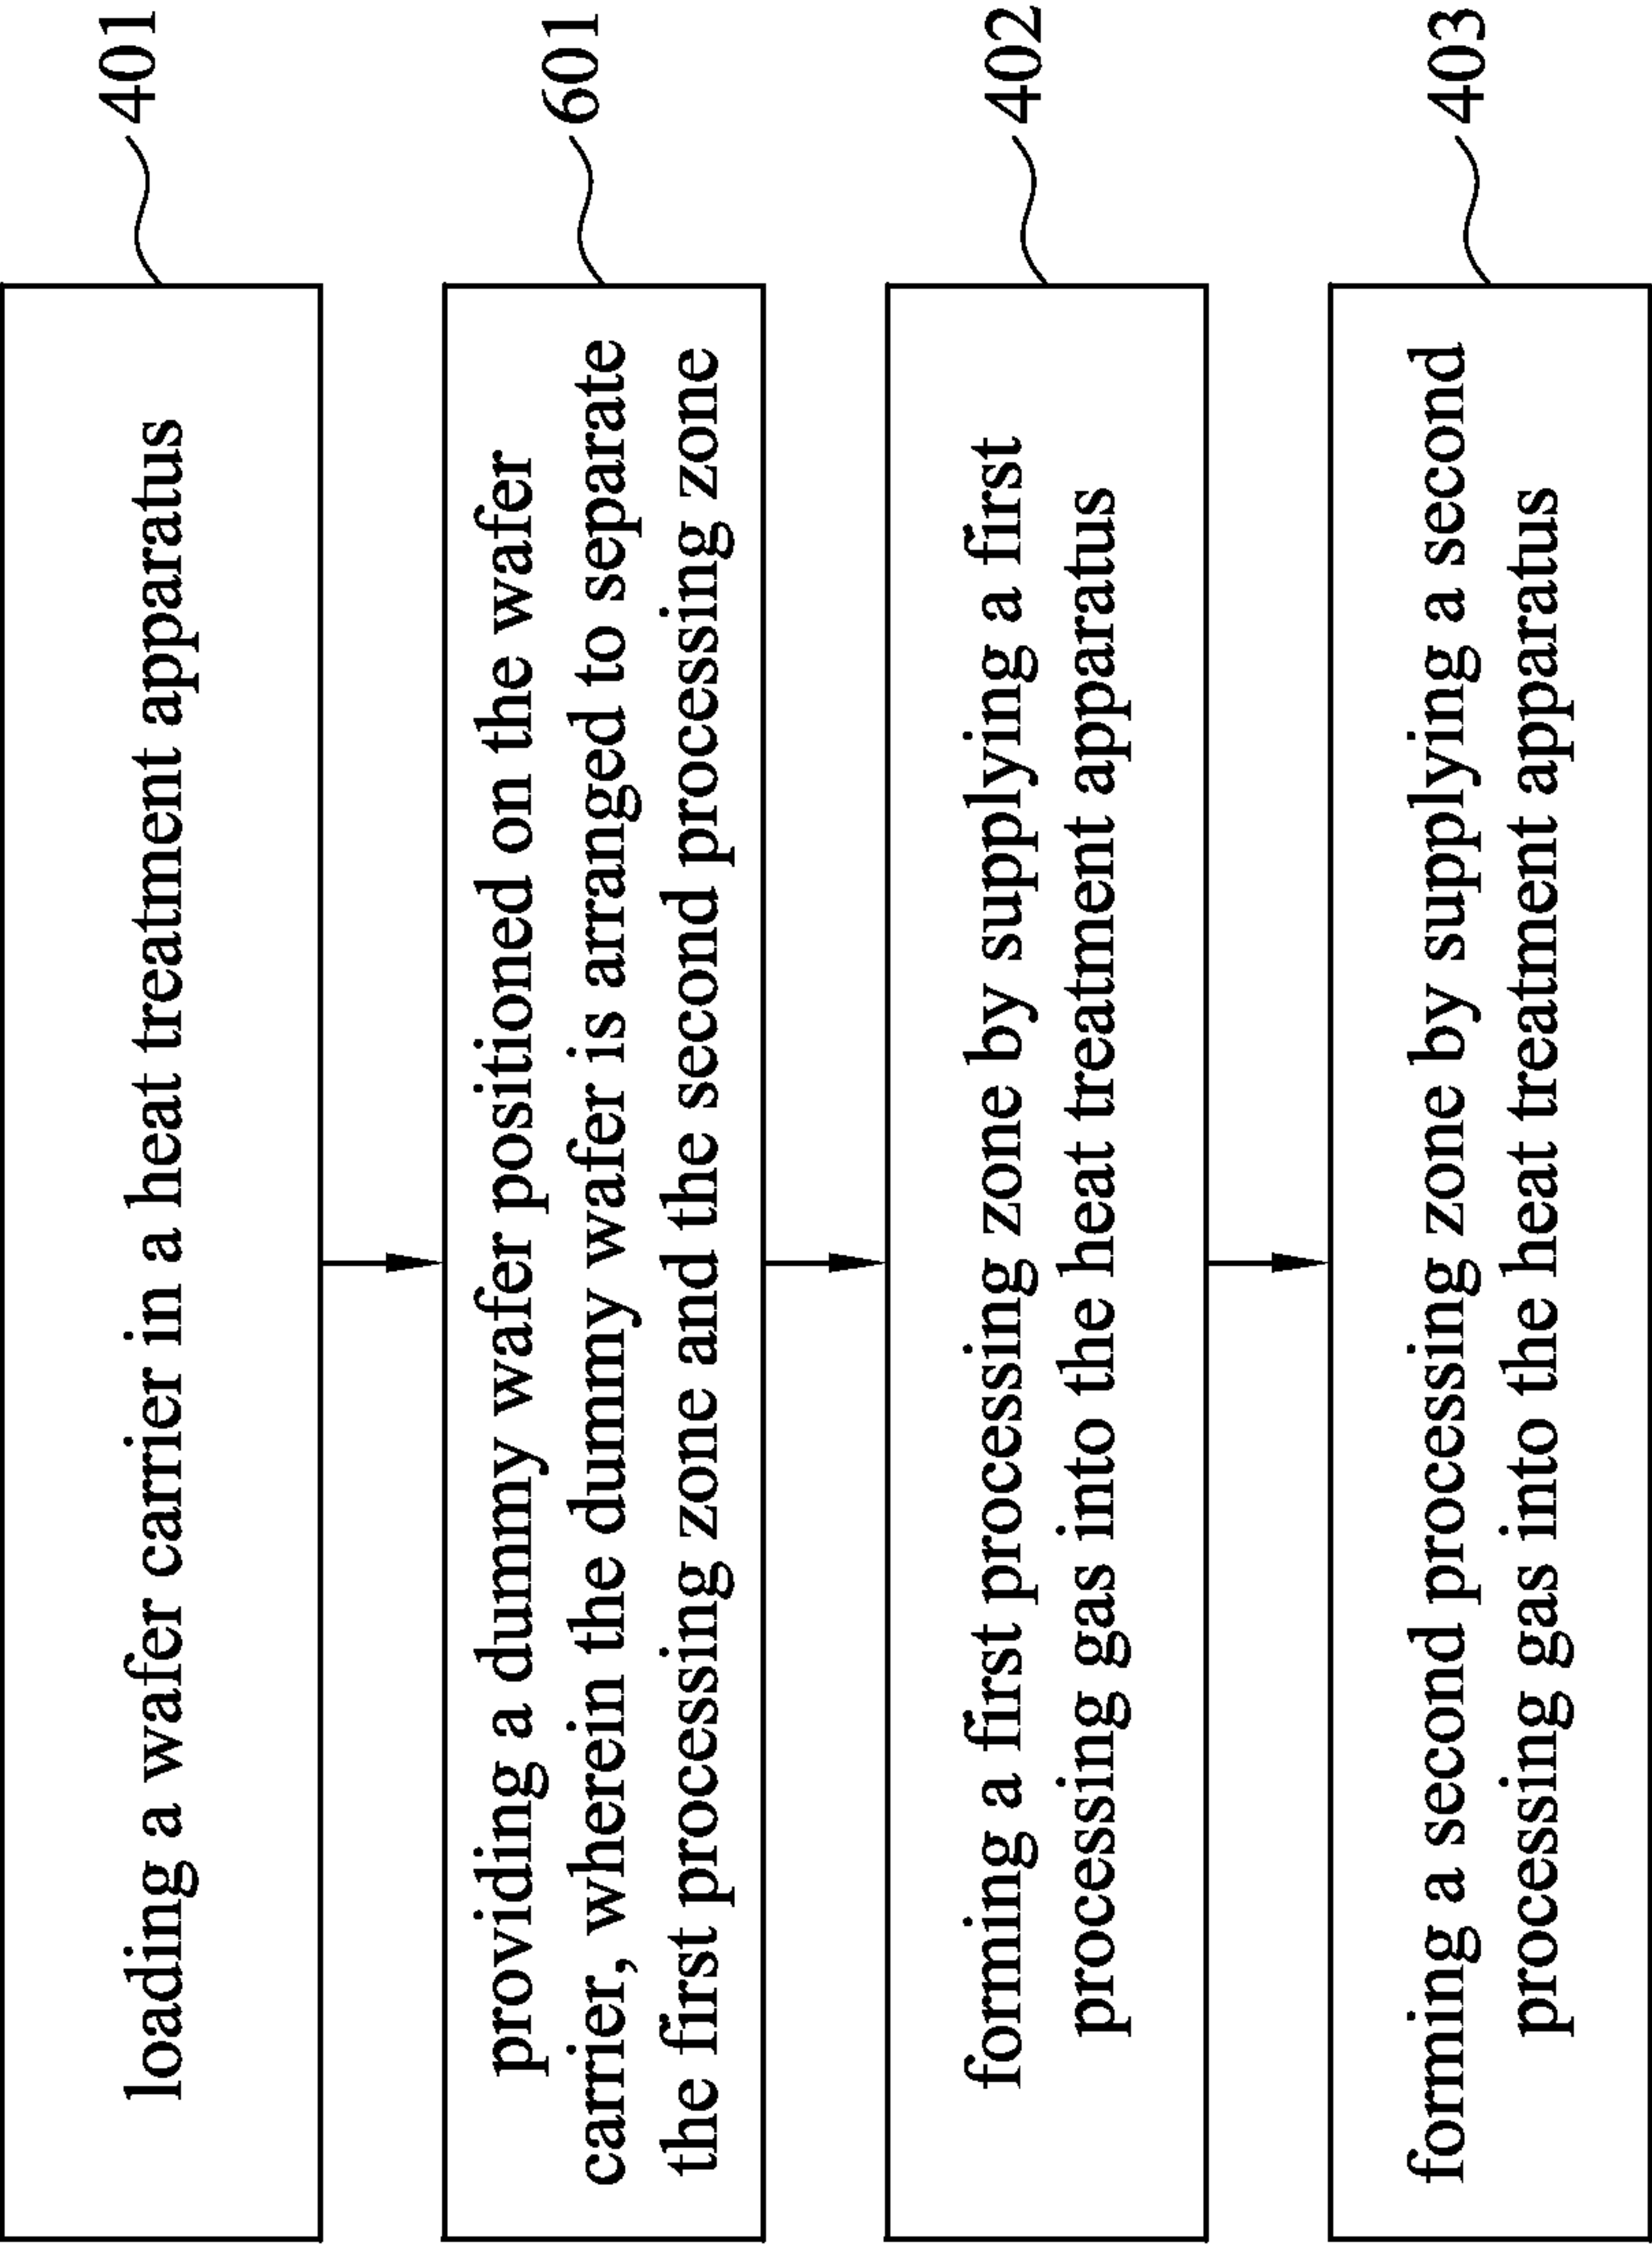 loading a wafer carrier in a heat treatment apparatus
401
providing a dummy wafer positioned on the wafer
carrier, wherein the dummy wafer is arranged to separate
the first processing zone and the second processing zone
601
forming a first processing zone by supplying a first
processing gas into the heat treatment apparatus
402
forming a second processing zone by supplying a second
processing gas into the heat treatment apparatus
403